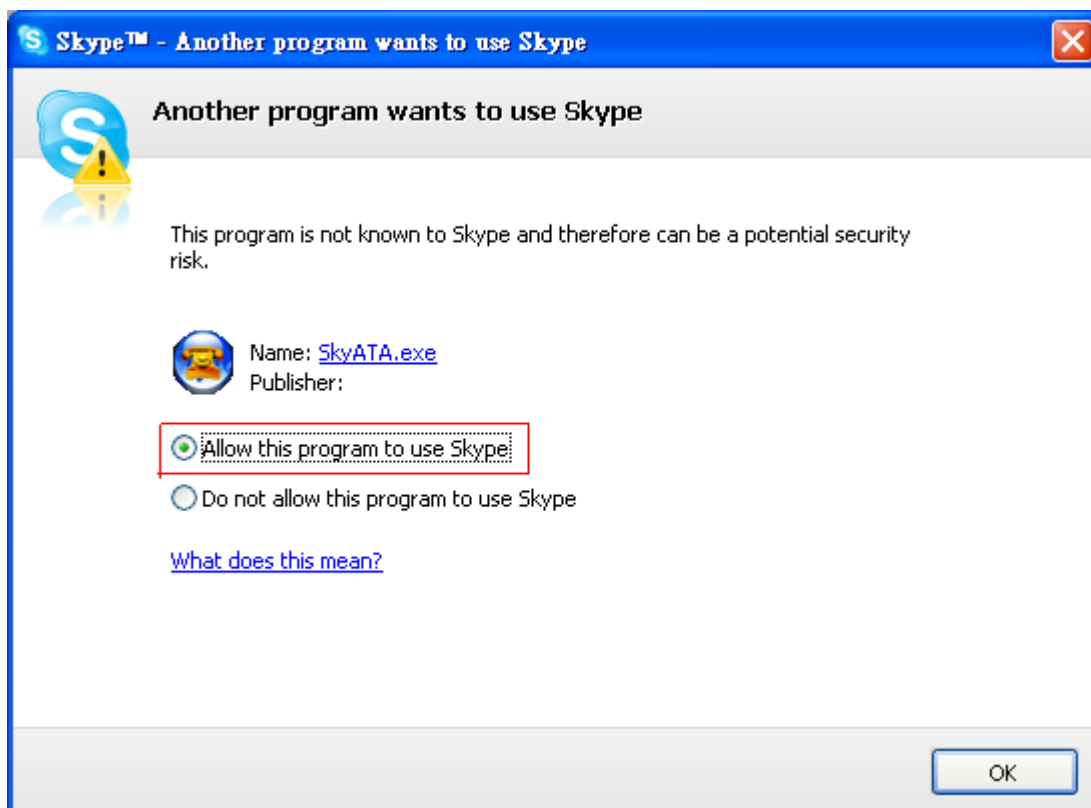 Skype™ - Another program wants to use Skype
Another program wants to use Skype
This program is not known to Skype and therefore can be a potential security
risk.
Name: SkyATA.exe
Publisher:
Allow this program to use Skype
Do not allow this program to use Skype
What does this mean?
OK